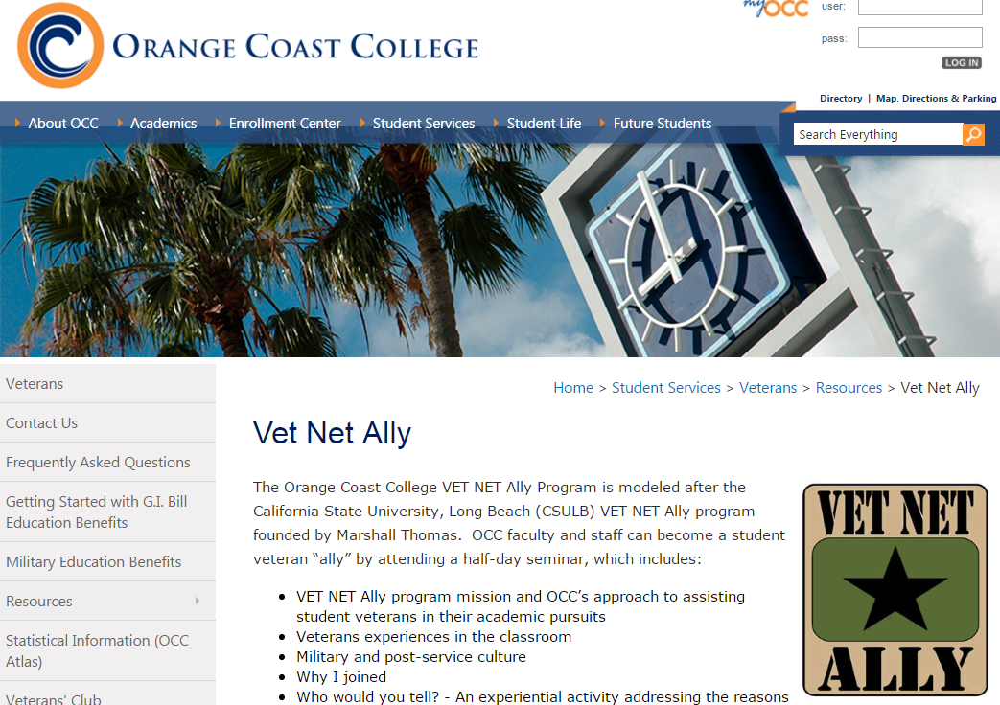 my OCC
user:
pass:
LOG IN
ORANGE COAST COLLEGE
Directory | Map, Directions & Parking
About OCC Academics Enrollment Center Student Services Student Life Future Students
Search Everything
Veterans
Contact Us
Frequently Asked Questions
Getting Started with G.I. Bill
Education Benefits
Military Education Benefits
Resources
Statistical Information (OCC
Atlas)
Veterans' Club
Home > Student Services > Veterans > Resources > Vet Net Ally
Vet Net Ally
The Orange Coast College VET NET Ally Program is modeled after the
California State University, Long Beach (CSULB) VET NET Ally program
founded by Marshall Thomas.  OCC faculty and staff can become a student
veteran “ally” by attending a half-day seminar, which includes:
• VET NET Ally program mission and OCC’s approach to assisting
student veterans in their academic pursuits
• Veterans experiences in the classroom
• Military and post-service culture
• Why I joined
• Who would you tell? - An experiential activity addressing the reasons
VET NET
ALLY